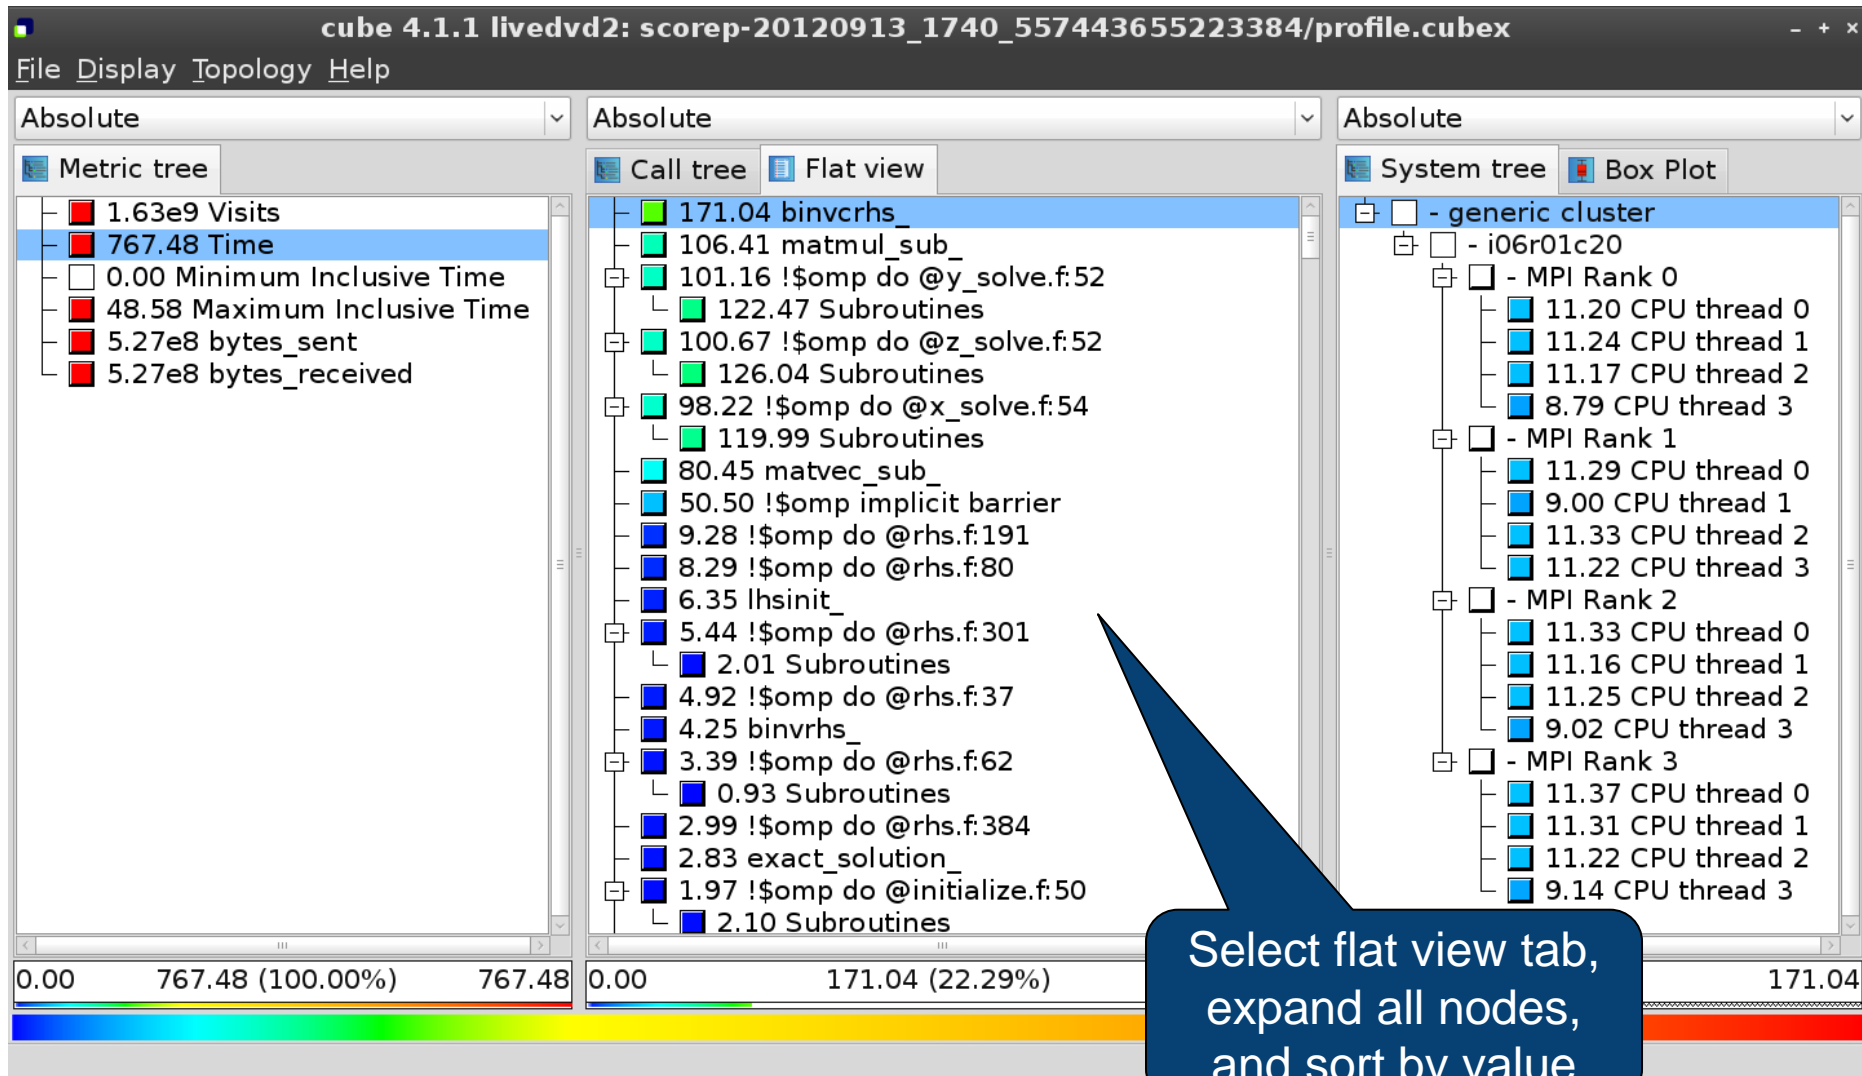 cube 4.1.1 livedvd2: scorep-20120913_1740_557443655223384/profile.cubex
File Display Topology Help
Absolute
Metric tree
1.63e9 Visits
767.48 Time
0.00 Minimum Inclusive Time
48.58 Maximum Inclusive Time
5.27e8 bytes_sent
5.27e8 bytes_received
0.00 767.48 (100.00%) 767.48
Absolute
Call tree Flat view
171.04 binvcrhs_
106.41 matmul_sub_
101.16 !$omp do @y_solve.f:52
122.47 Subroutines
100.67 !$omp do @z_solve.f:52
126.04 Subroutines
98.22 !$omp do @x_solve.f:54
119.99 Subroutines
80.45 matvec_sub_
50.50 !$omp implicit barrier
9.28 !$omp do @rhs.f:191
8.29 !$omp do @rhs.f:80
6.35 lhsinit_
5.44 !$omp do @rhs.f:301
2.01 Subroutines
4.92 !$omp do @rhs.f:37
4.25 binvrhs_
3.39 !$omp do @rhs.f:62
0.93 Subroutines
2.99 !$omp do @rhs.f:384
2.83 exact_solution_
1.97 !$omp do @initialize.f:50
2.10 Subroutines
0.00 171.04 (22.29%)
Absolute
System tree Box Plot
- generic cluster
- i06r01c20
- MPI Rank 0
11.20 CPU thread 0
11.24 CPU thread 1
11.17 CPU thread 2
8.79 CPU thread 3
- MPI Rank 1
11.29 CPU thread 0
9.00 CPU thread 1
11.33 CPU thread 2
11.22 CPU thread 3
- MPI Rank 2
11.33 CPU thread 0
11.16 CPU thread 1
11.25 CPU thread 2
9.02 CPU thread 3
- MPI Rank 3
11.37 CPU thread 0
11.31 CPU thread 1
11.22 CPU thread 2
9.14 CPU thread 3
171.04
Select flat view tab,
expand all nodes,
and sort by value